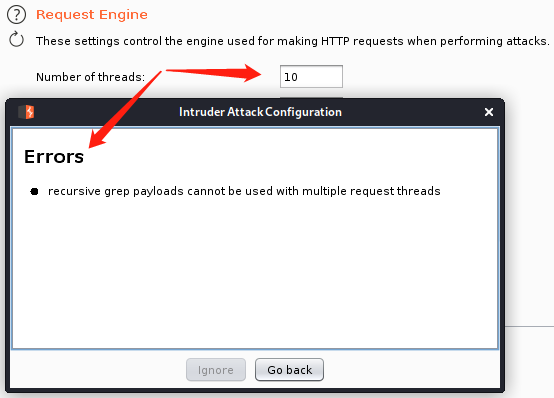 Request Engine
These settings control the engine used for making HTTP requests when performing attacks.
Number of threads: 10
Intruder Attack Configuration
Errors
recursive grep payloads cannot be used with multiple request threads
Ignore Go back